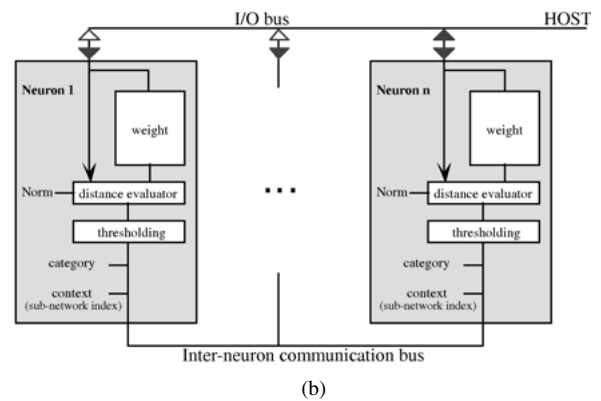 I/O bus
HOST
Neuron 1
weight
Norm
distance evaluator
thresholding
category
context
(sub-network index)
...
Neuron n
weight
Norm
distance evaluator
thresholding
category
context
(sub-network index)
Inter-neuron communication bus
(b)